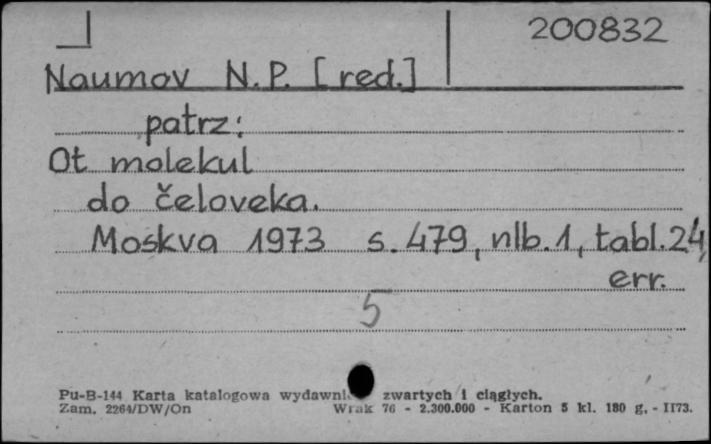 200832
Naumov N.P. [red.]
patrz:
Ot molekul
do čeloveka.
Moskva 1973 s. 479, nlb. 1, tabl. 24,
err.
5
Pu-B-144 Karta katalogowa zwartych i ciągłych.
Zam. 2264/DW/On Wrak 76 - 2.300.000 - Karton 5 kl. 180 g. - II73.